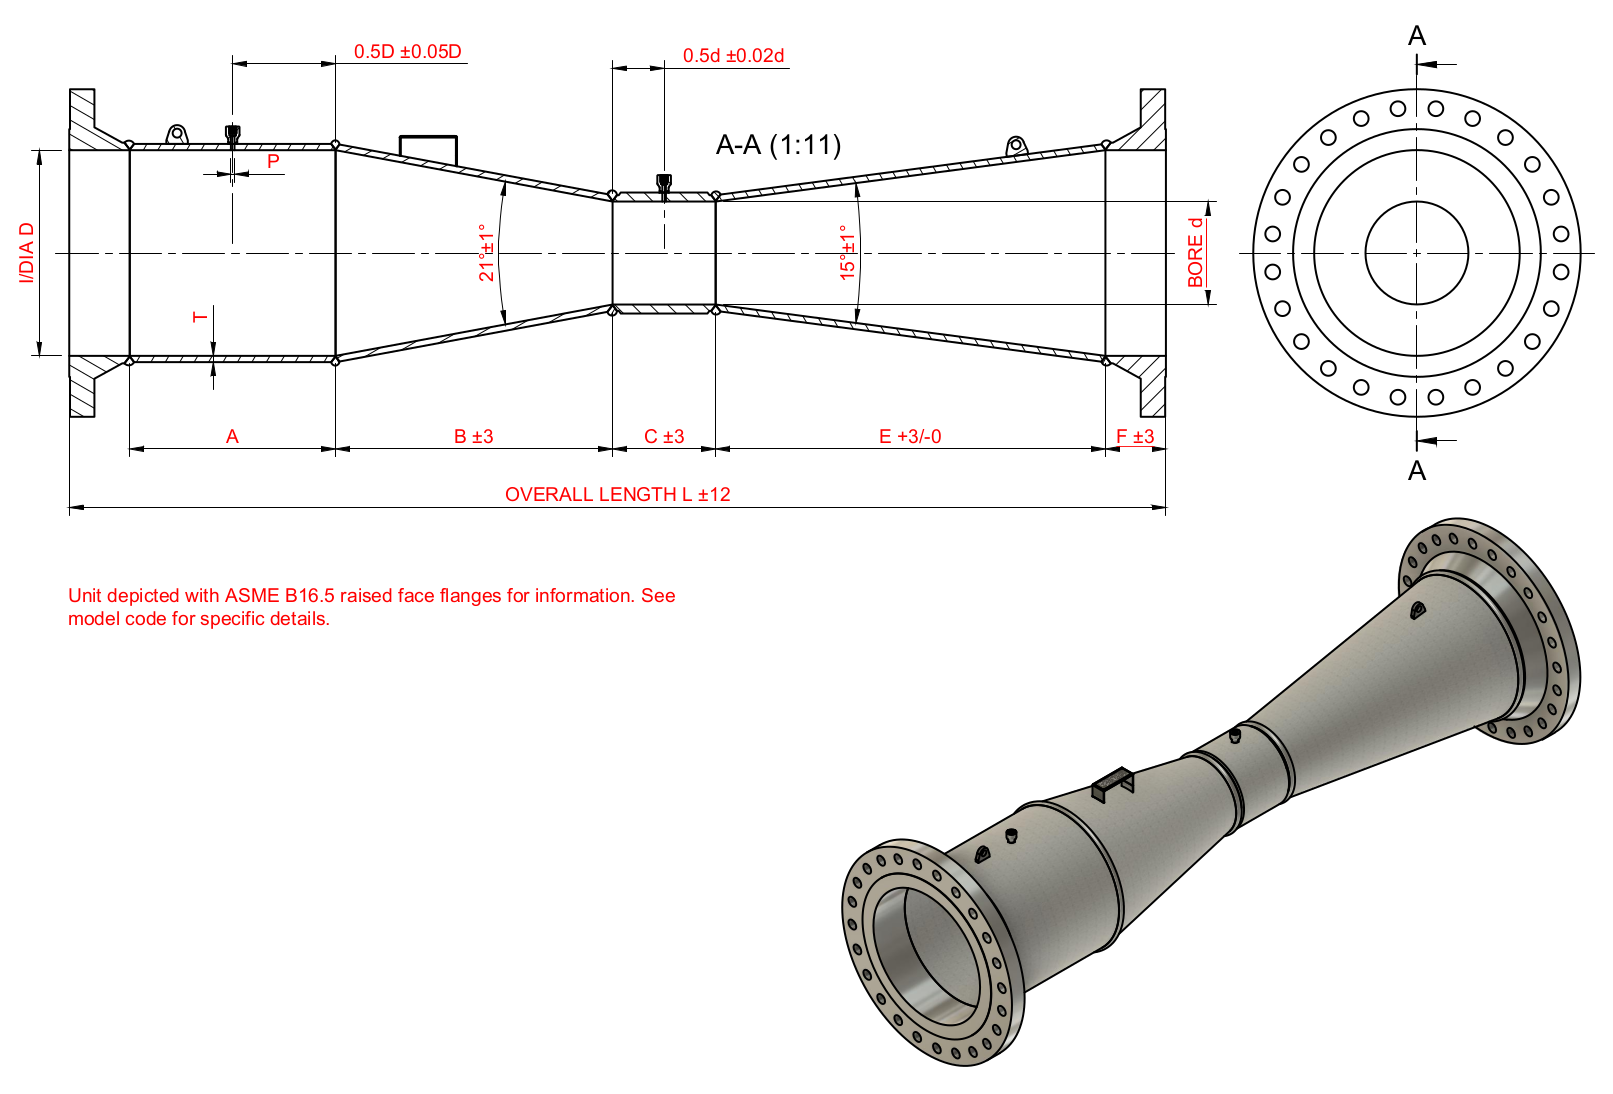 0.5D ±0.05D
0.5d ±0.02d
A
A-A (1:11)
P
I/DIA D
21°±1°
15°±1°
BORE d
T
A
B ±3
C ±3
E +3/-0
F ±3
A
OVERALL LENGTH L ±12
Unit depicted with ASME B16.5 raised face flanges for information. See
model code for specific details.